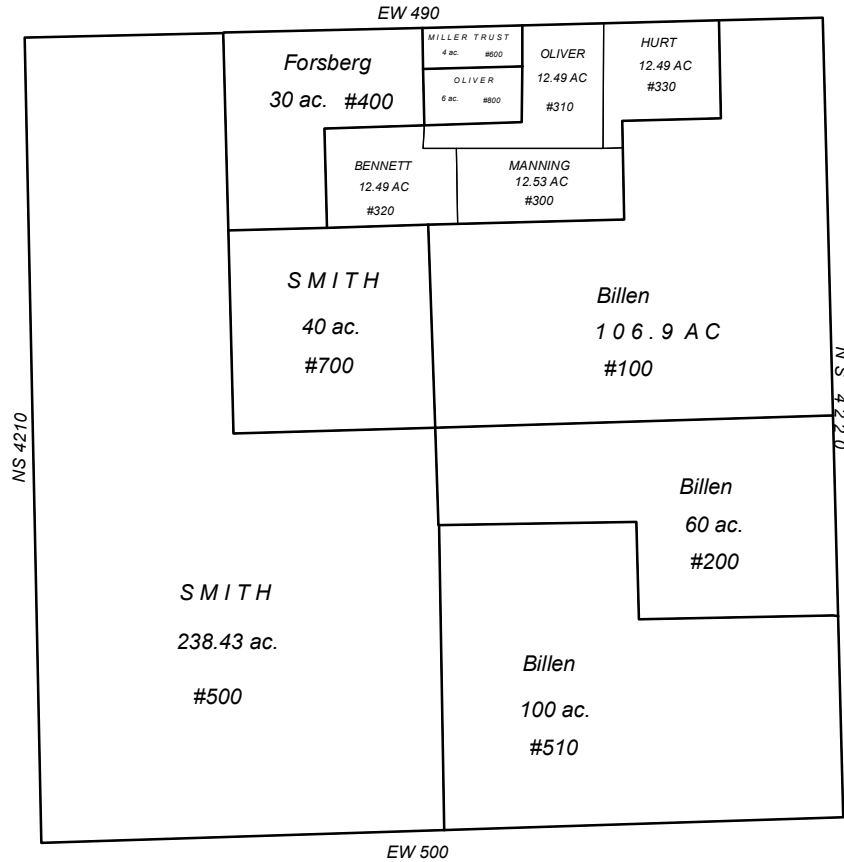 EW 490
Forsberg
30 ac. #400
MILLER TRUST
4 ac. #600
OLIVER
6 ac. #800
OLIVER
12.49 AC
#310
HURT
12.49 AC
#330
BENNETT
12.49 AC
#320
MANNING
12.53 AC
#300
SMITH
40 ac.
#700
Billen
106.9 AC
#100
NS 4210
NS 4220
Billen
60 ac.
#200
SMITH
238.43 ac.
#500
Billen
100 ac.
#510
EW 500